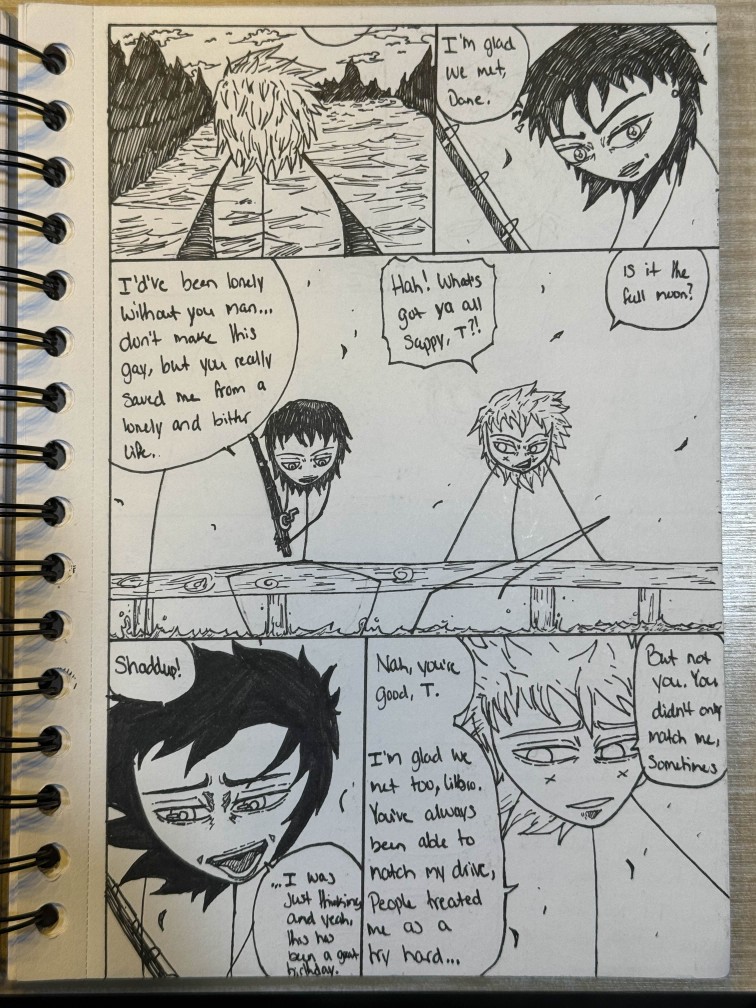 I'm glad
we met,
Dane.
I'd've been lonely
without you man...
don't make this
gay, but you really
saved me from a
lonely and bitter
life..
Hah! What's
got ya all
sappy, T?!
is it the
full moon?
Shaddup!
...I was
just thinking
and yeah,
this has
been a great
birthday.
Nah, you're
good, T.
I'm glad we
met too, lilbro.
You've always
been able to
match my drive,
People treated
me as a
try hard...
But not
you. You
didn't only
match me,
Sometimes